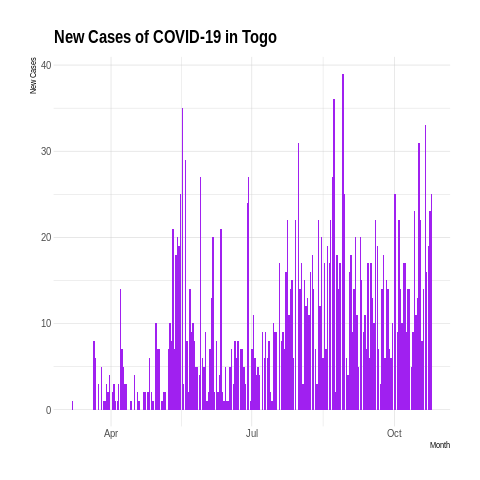 New Cases of COVID-19 in Togo
New Cases
40
30
20
10
0
Apr
Jul
Oct
Month